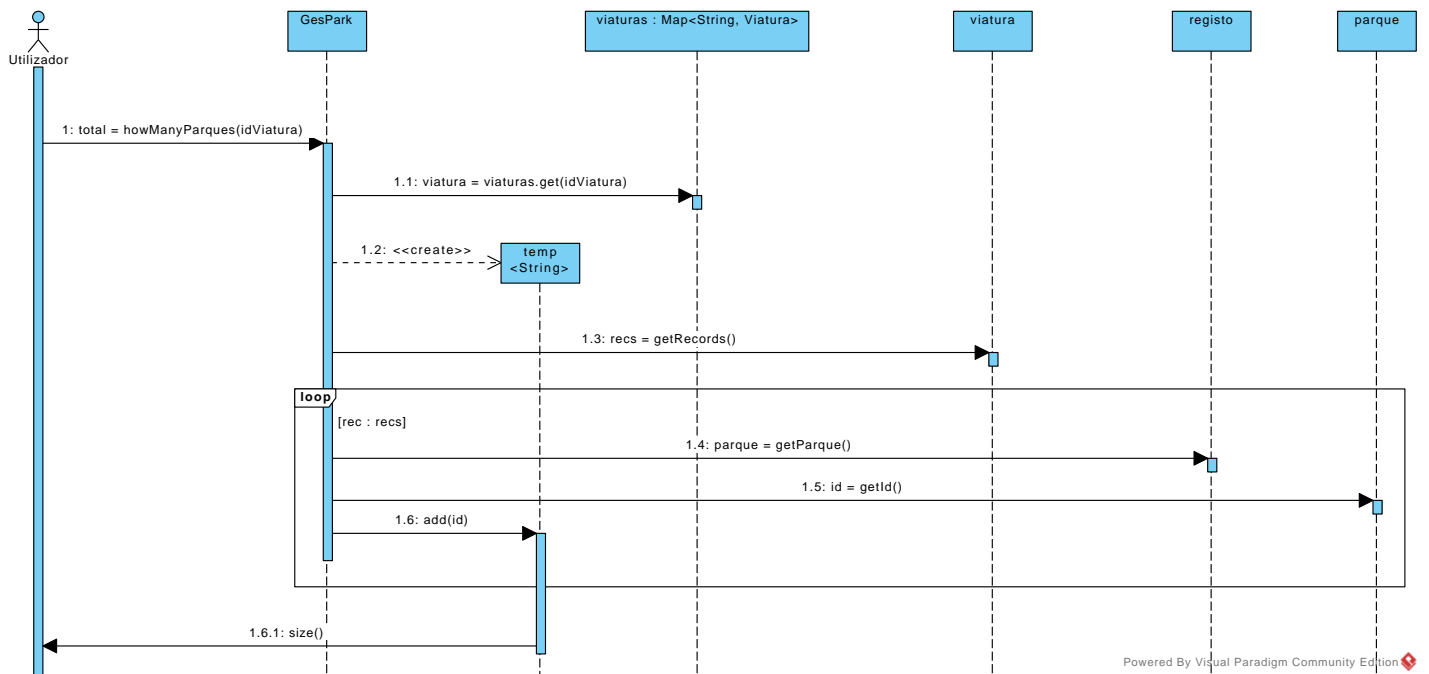 GesPark
viaturas : Map<String, Viatura>
viatura
registo
parque
Utilizador
1: total = howManyParques(idViatura)
1.1: viatura = viaturas.get(idViatura)
1.2: <<create>>
temp
<String>
1.3: recs = getRecords()
loop
[rec : recs]
1.4: parque = getParque()
1.5: id = getId()
1.6: add(id)
1.6.1: size()
Powered By Visual Paradigm Community Edition